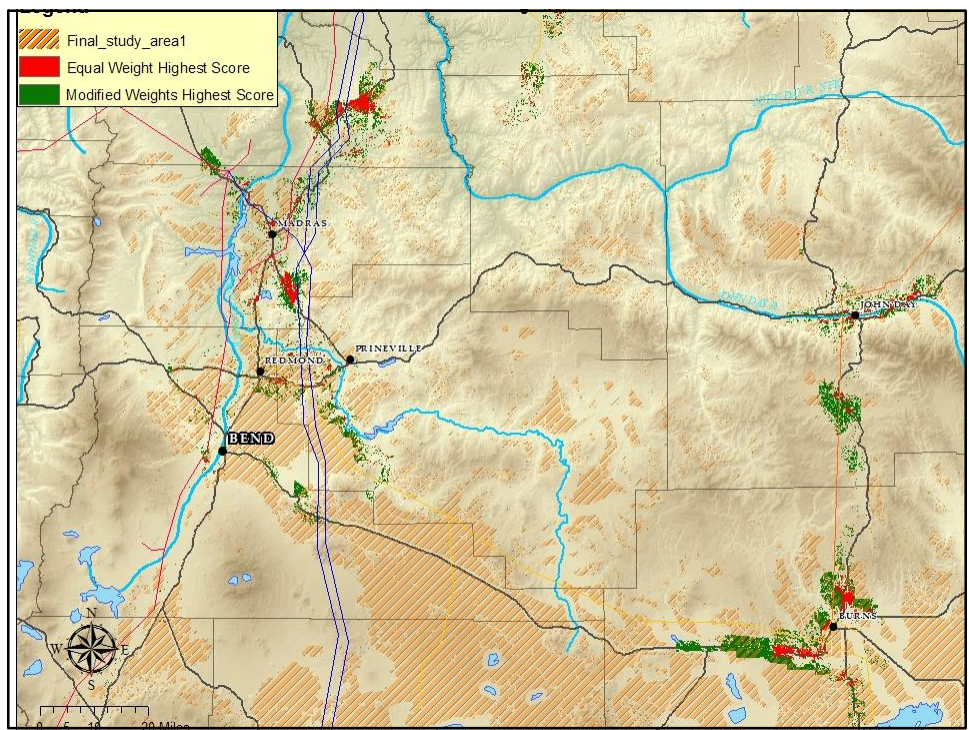 Final_study_area1
Equal Weight Highest Score
Modified Weights Highest Score
MADRAS
JOHN DAY
PRINEVILLE
REDMOND
BEND
BURNS
N
W
E
S
0 5 10 20 Miles